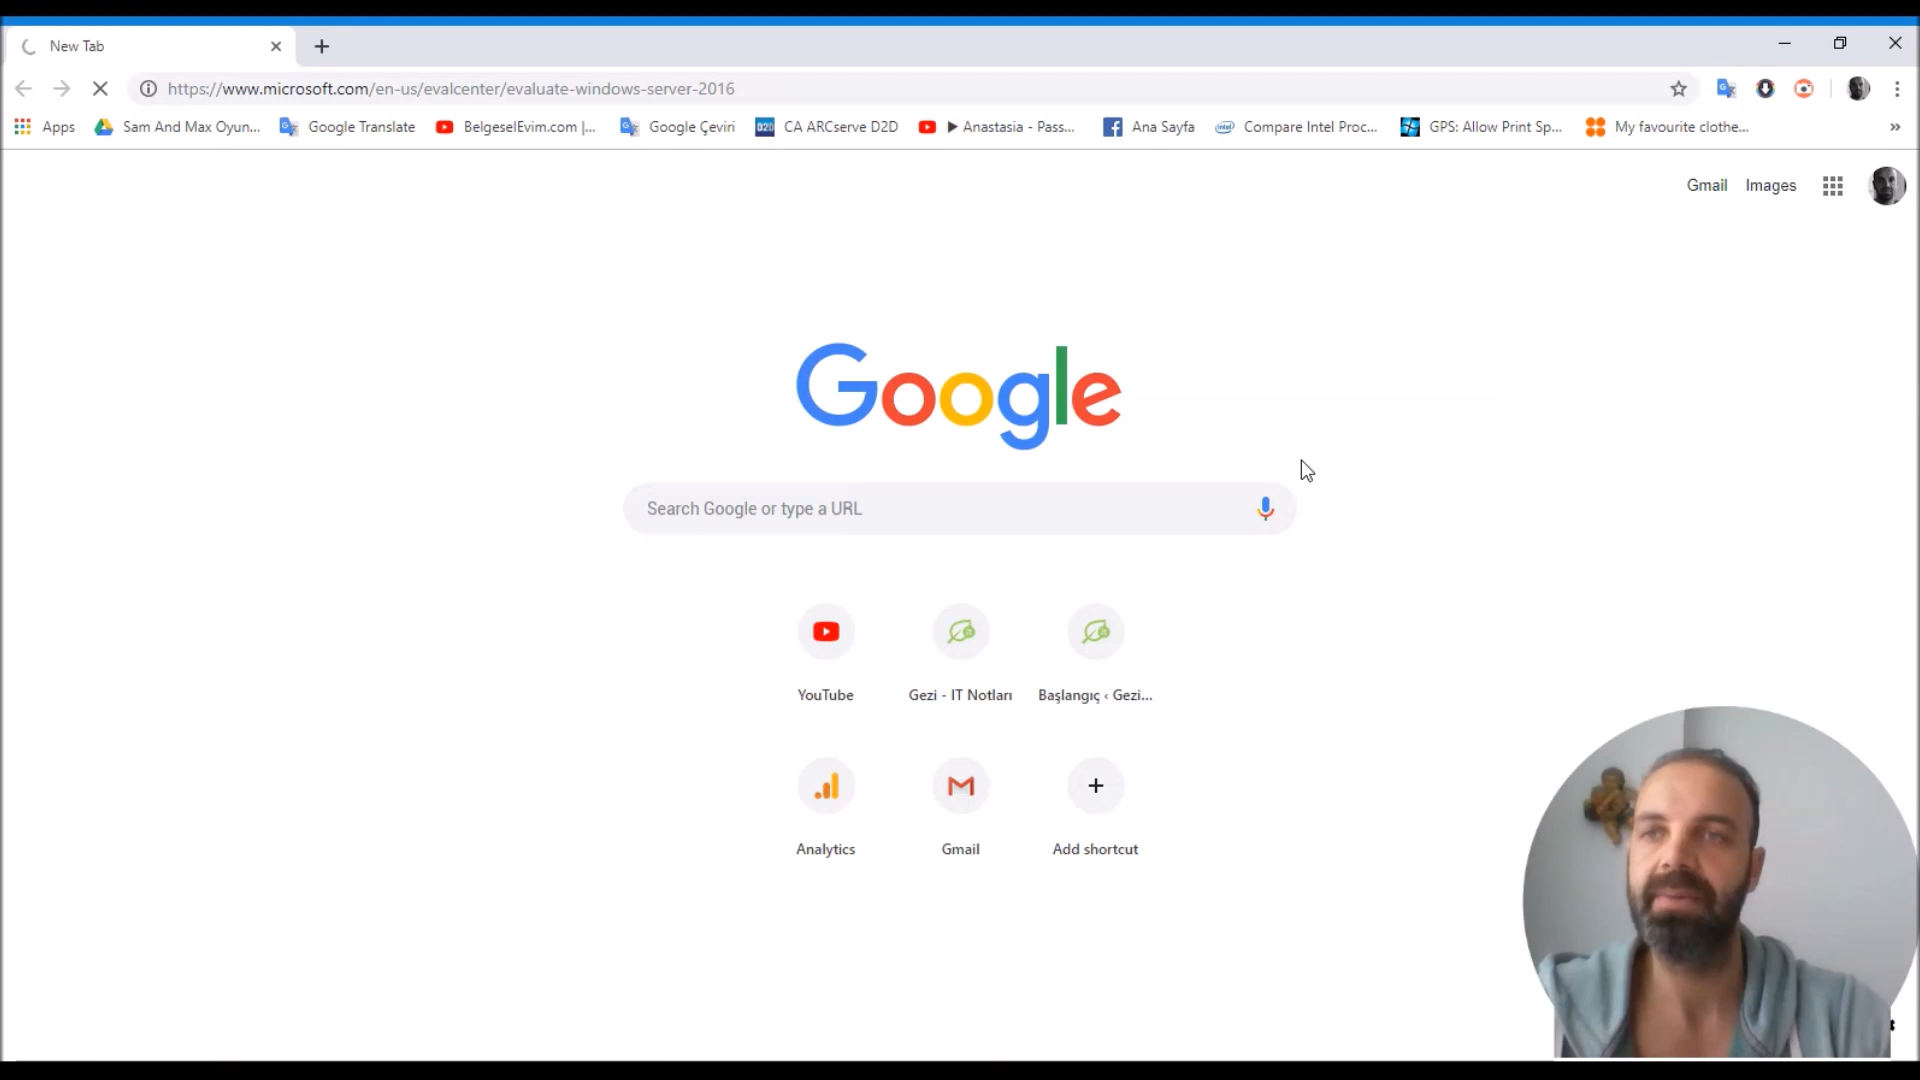 New Tab
https://www.microsoft.com/en-us/evalcenter/evaluate-windows-server-2016
Apps Sam And Max Oyun... Google Translate BelgeselEvim.com |... Google Çeviri D2D CA ARCserve D2D ▶ Anastasia - Pass... Ana Sayfa intel Compare Intel Proc... GPS: Allow Print Sp... My favourite clothe... »
Gmail Images
Google
Search Google or type a URL
YouTube Gezi - IT Notları Başlangıç ‹ Gezi...
Analytics Gmail Add shortcut